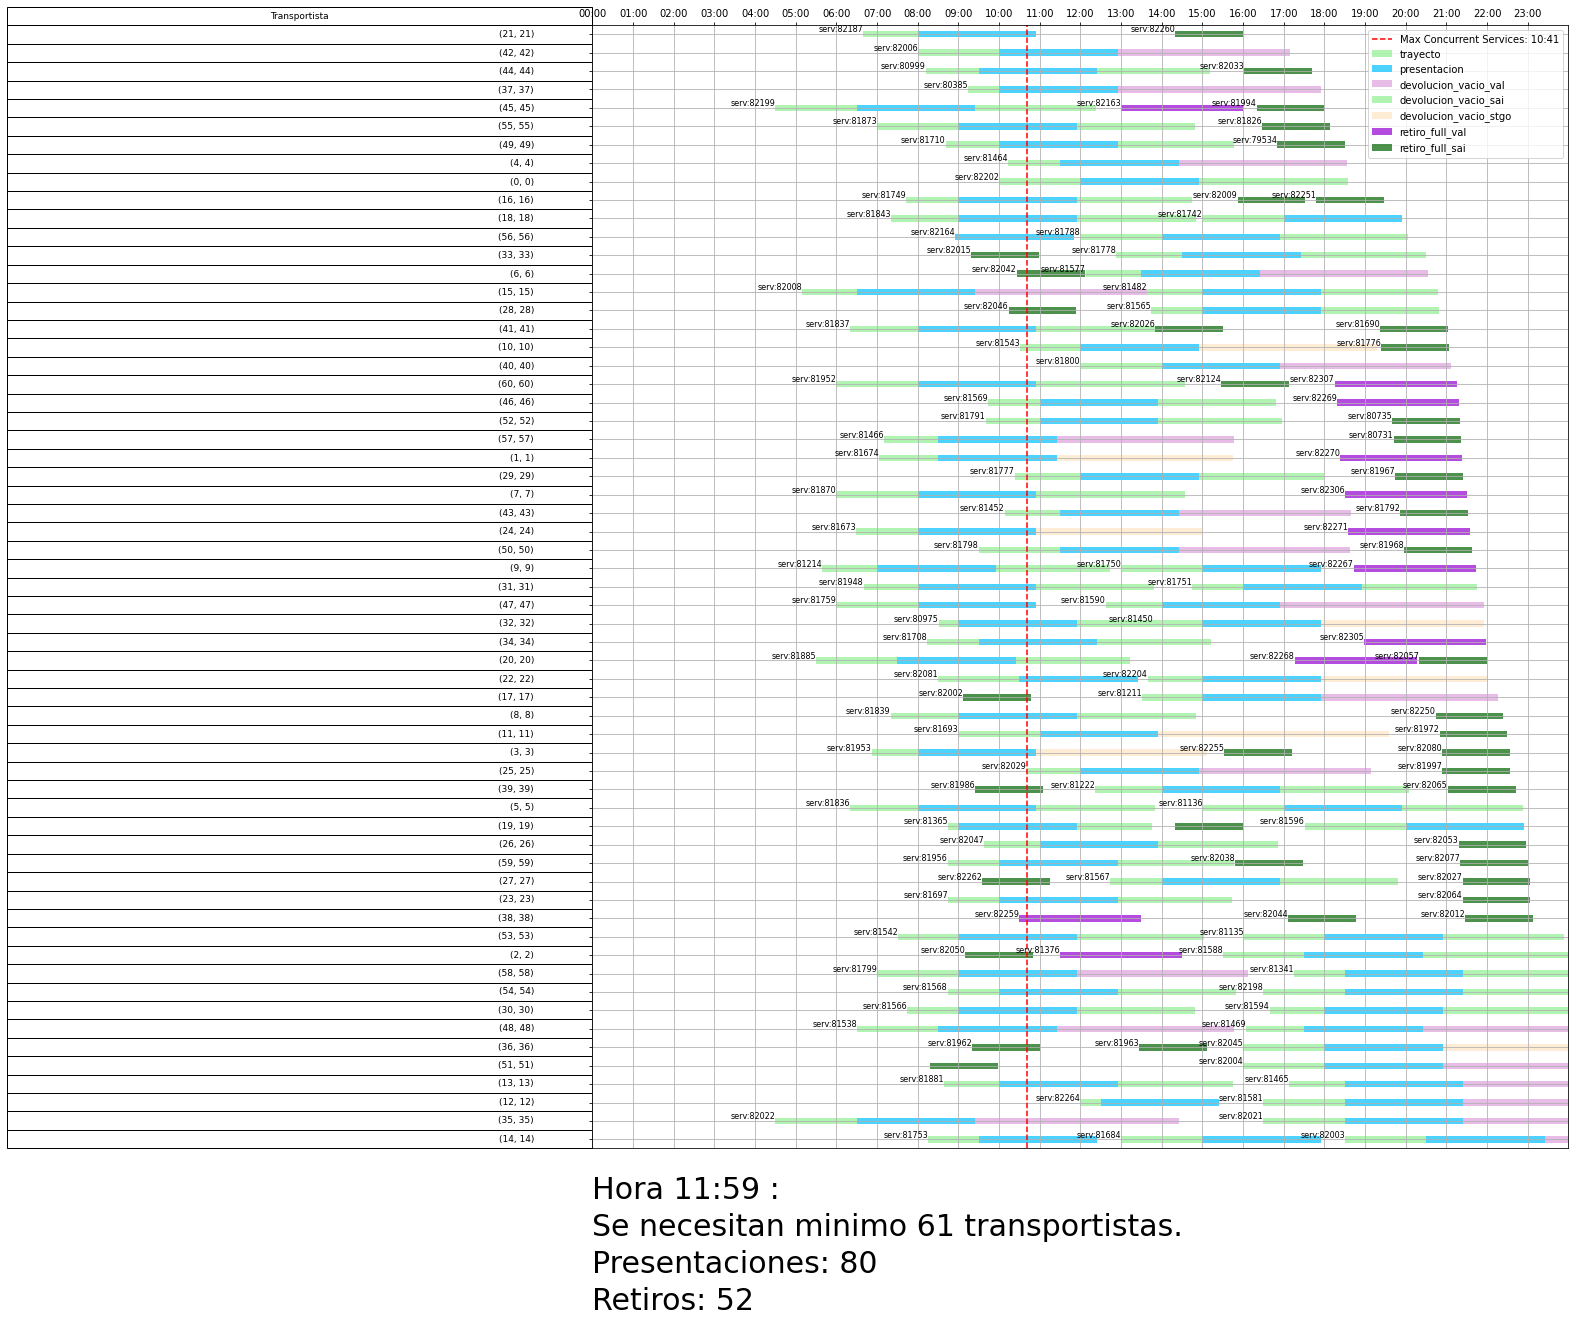 Transportista
00:00 01:00 02:00 03:00 04:00 05:00 06:00 07:00 08:00 09:00 10:00 11:00 12:00 13:00 14:00 15:00 16:00 17:00 18:00 19:00 20:00 21:00 22:00 23:00
(21, 21) serv:82187 serv:82260
(42, 42) serv:82006
(44, 44) serv:80999 serv:82033
(37, 37) serv:80385
(45, 45) serv:82199 serv:82163 serv:81994
(55, 55) serv:81873 serv:81826
(49, 49) serv:81710 serv:79534
(4, 4) serv:81464
(0, 0) serv:82202
(16, 16) serv:81749 serv:82009 serv:82251
(18, 18) serv:81843 serv:81742
(56, 56) serv:82164 serv:81788
(33, 33) serv:82015 serv:81778
(6, 6) serv:82042 serv:81577
(15, 15) serv:82008 serv:81482
(28, 28) serv:82046 serv:81565
(41, 41) serv:81837 serv:82026 serv:81690
(10, 10) serv:81543 serv:81776
(40, 40) serv:81800
(60, 60) serv:81952 serv:82124 serv:82307
(46, 46) serv:81569 serv:82269
(52, 52) serv:81791 serv:80735
(57, 57) serv:81466 serv:80731
(1, 1) serv:81674 serv:82270
(29, 29) serv:81777 serv:81967
(7, 7) serv:81870 serv:82306
(43, 43) serv:81452 serv:81792
(24, 24) serv:81673 serv:82271
(50, 50) serv:81798 serv:81968
(9, 9) serv:81214 serv:81750 serv:82267
(31, 31) serv:81948 serv:81751
(47, 47) serv:81759 serv:81590
(32, 32) serv:80975 serv:81450
(34, 34) serv:81708 serv:82305
(20, 20) serv:81885 serv:82268 serv:82057
(22, 22) serv:82081 serv:82204
(17, 17) serv:82002 serv:81211
(8, 8) serv:81839 serv:82250
(11, 11) serv:81693 serv:81972
(3, 3) serv:81953 serv:82255 serv:82080
(25, 25) serv:82029 serv:81997
(39, 39) serv:81986 serv:81222 serv:82065
(5, 5) serv:81836 serv:81136
(19, 19) serv:81365 serv:81596
(26, 26) serv:82047 serv:82053
(59, 59) serv:81956 serv:82038 serv:82077
(27, 27) serv:82262 serv:81567 serv:82027
(23, 23) serv:81697 serv:82064
(38, 38) serv:82259 serv:82044 serv:82012
(53, 53) serv:81542 serv:81135
(2, 2) serv:82050 serv:81376 serv:81588
(58, 58) serv:81799 serv:81341
(54, 54) serv:81568 serv:82198
(30, 30) serv:81566 serv:81594
(48, 48) serv:81538 serv:81469
(36, 36) serv:81962 serv:81963 serv:82045
(51, 51) serv:82004
(13, 13) serv:81881 serv:81465
(12, 12) serv:82264 serv:81581
(35, 35) serv:82022 serv:82021
(14, 14) serv:81753 serv:81684 serv:82003
Max Concurrent Services: 10:41
trayecto
presentacion
devolucion_vacio_val
devolucion_vacio_sai
devolucion_vacio_stgo
retiro_full_val
retiro_full_sai
Hora 11:59 :
Se necesitan minimo 61 transportistas.
Presentaciones: 80
Retiros: 52